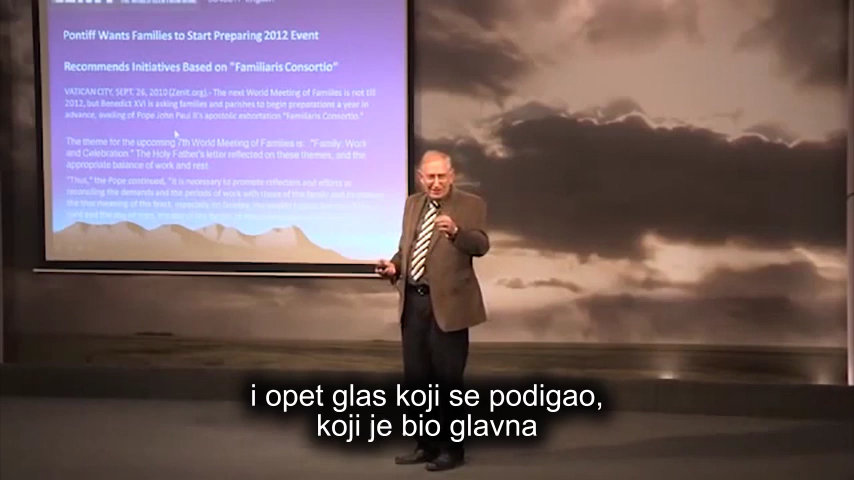 Pontiff Wants Families to Start Preparing 2012 Event
Recommends Initiatives Based on "Familiaris Consortio"
VATICAN CITY, SEPT. 26, 2010 (Zenit.org).- The next World Meeting of Families is not till
2012, but Benedict XVI is asking families and parishes to begin preparations a year in
advance, availing of Pope John Paul II's apostolic exhortation "Familiaris Consortio."
The theme for the upcoming 7th World Meeting of Families is: "Family, Work
and Celebration." The Holy Father's letter reflected on these themes, and the
appropriate balance of work and rest.
"Thus," the Pope continued, "it is necessary to promote reflection and efforts at
reconciling the demands and the periods of work with those of the family and
the true meaning of the feast, especially on Sunday,
i opet glas koji se podigao,
koji je bio glavna